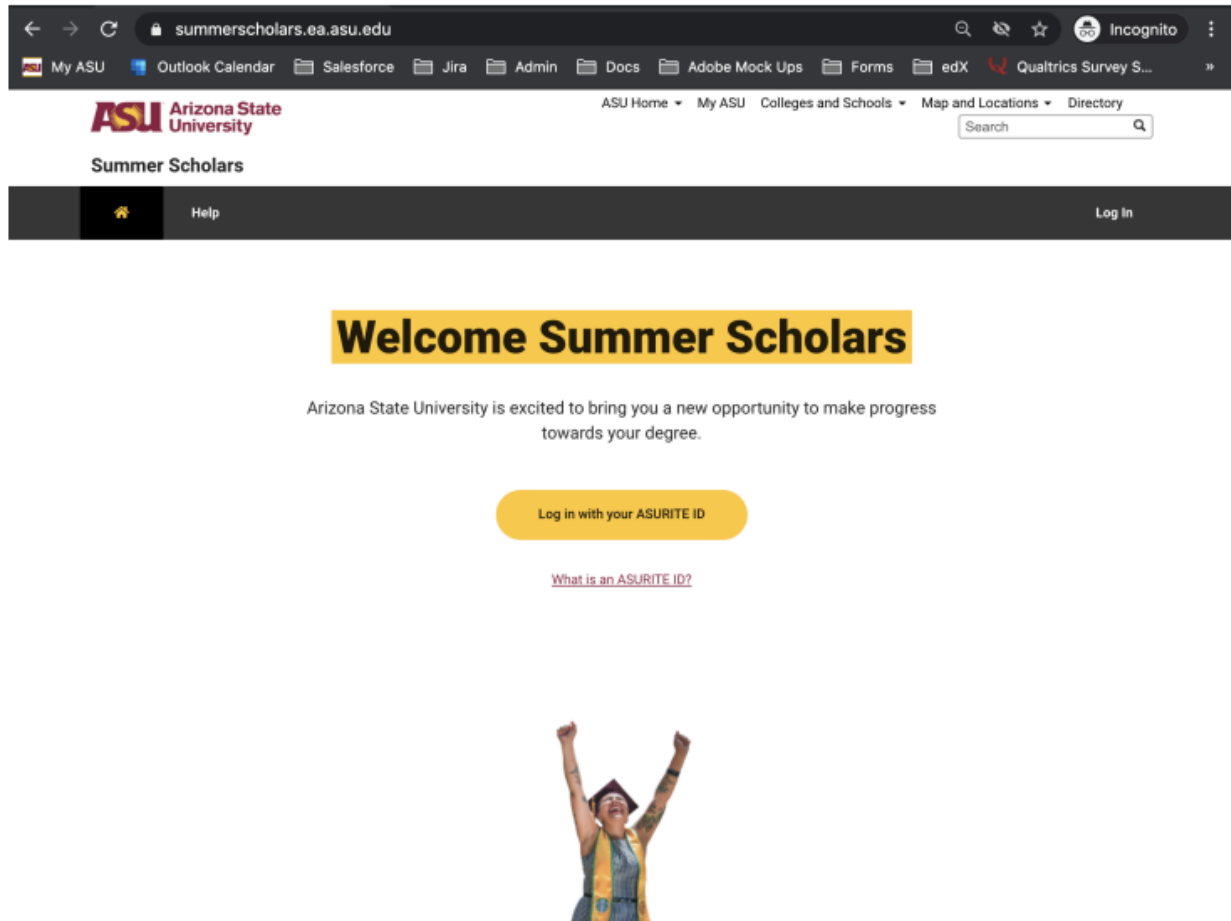 summerscholars.ea.asu.edu Incognito
My ASU Outlook Calendar Salesforce Jira Admin Docs Adobe Mock Ups Forms edX Qualtrics Survey S... »
ASU Home My ASU Colleges and Schools Map and Locations Directory
ASU Arizona State
University
Search
Summer Scholars
Help Log In
Welcome Summer Scholars
Arizona State University is excited to bring you a new opportunity to make progress
towards your degree.
Log in with your ASURITE ID
What is an ASURITE ID?